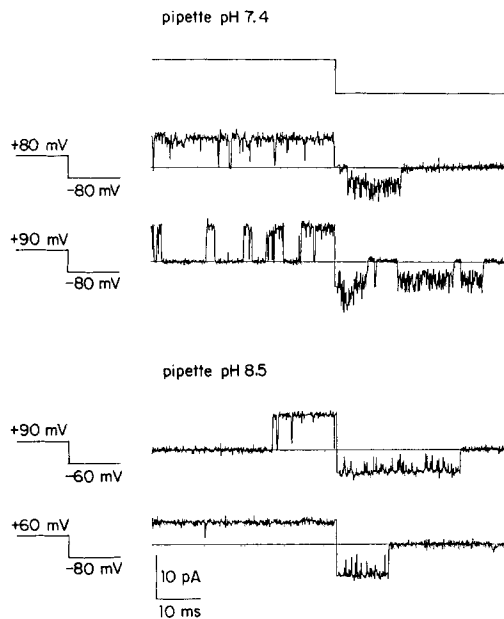 pipette pH 7.4
+80 mV
−80 mV
+90 mV
−80 mV
pipette pH 8.5
+90 mV
−60 mV
+60 mV
−80 mV
10 pA
10 ms